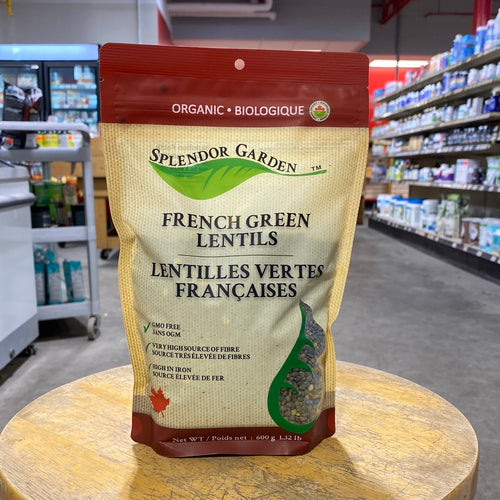 ORGANIC • BIOLOGIQUE
SPLENDOR GARDEN ™
FRENCH GREEN
LENTILS
LENTILLES VERTES
FRANÇAISES
GMO FREE
SANS OGM
VERY HIGH SOURCE OF FIBRE
SOURCE TRÈS ÉLEVÉE DE FIBRES
HIGH IN IRON
SOURCE ÉLEVÉE DE FER
Net WT / Poids net : 600 g 1.32 lb